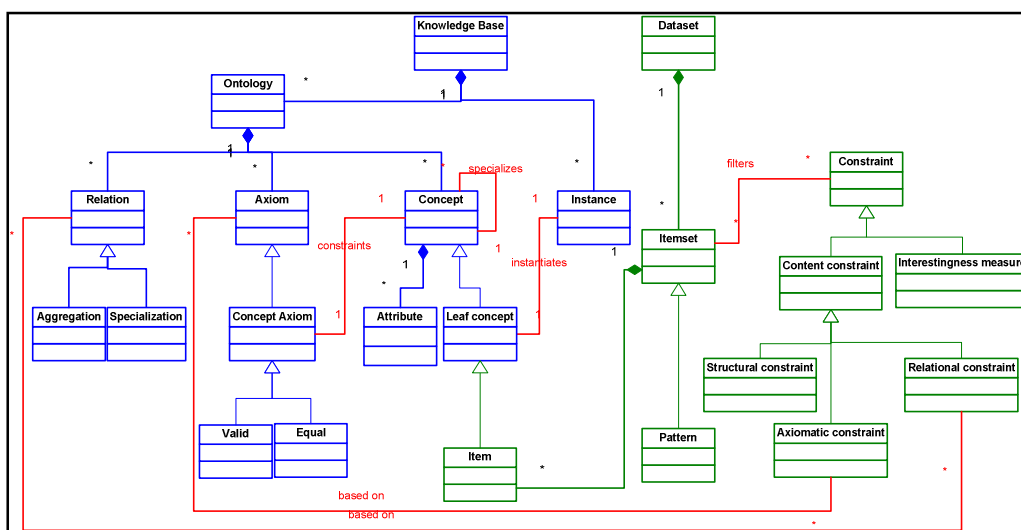 Knowledge Base
Dataset
Ontology
*
1
1
1
1
1
*
*
*
*
specializes
*
filters
*
Constraint
Relation
Axiom
Concept
1
1
Instance
*
*
Itemset
*
*
constraints
1
instantiates
1
1
Content constraint
Interestingness measure
*
1
1
Aggregation
Specialization
Concept Axiom
Attribute
Leaf concept
Structural constraint
Relational constraint
Valid
Equal
Pattern
Axiomatic constraint
Item
*
*
based on
based on
*